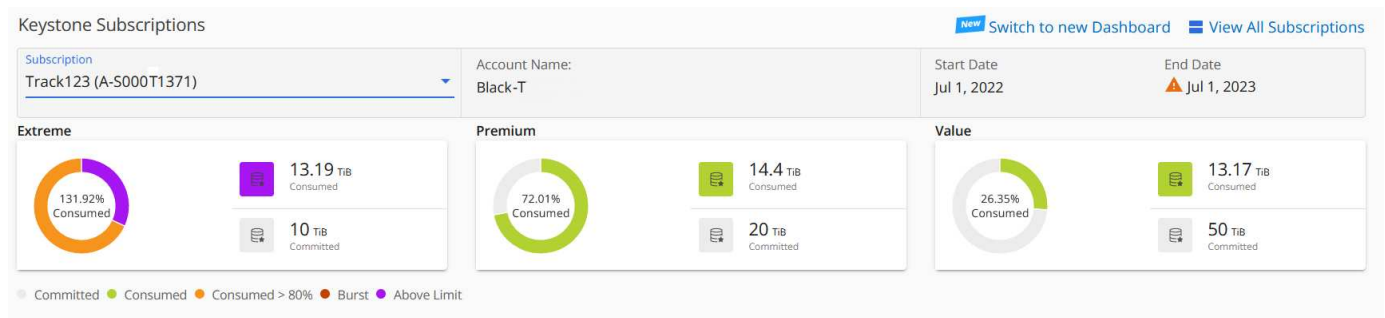 Keystone Subscriptions
New Switch to new Dashboard View All Subscriptions
Subscription
Track123 (A-S000T1371)
Account Name:
Black-T
Start Date
Jul 1, 2022
End Date
Jul 1, 2023
Extreme
131.92%
Consumed
13.19 TiB
Consumed
10 TiB
Committed
Premium
72.01%
Consumed
14.4 TiB
Consumed
20 TiB
Committed
Value
26.35%
Consumed
13.17 TiB
Consumed
50 TiB
Committed
Committed Consumed Consumed > 80% Burst Above Limit